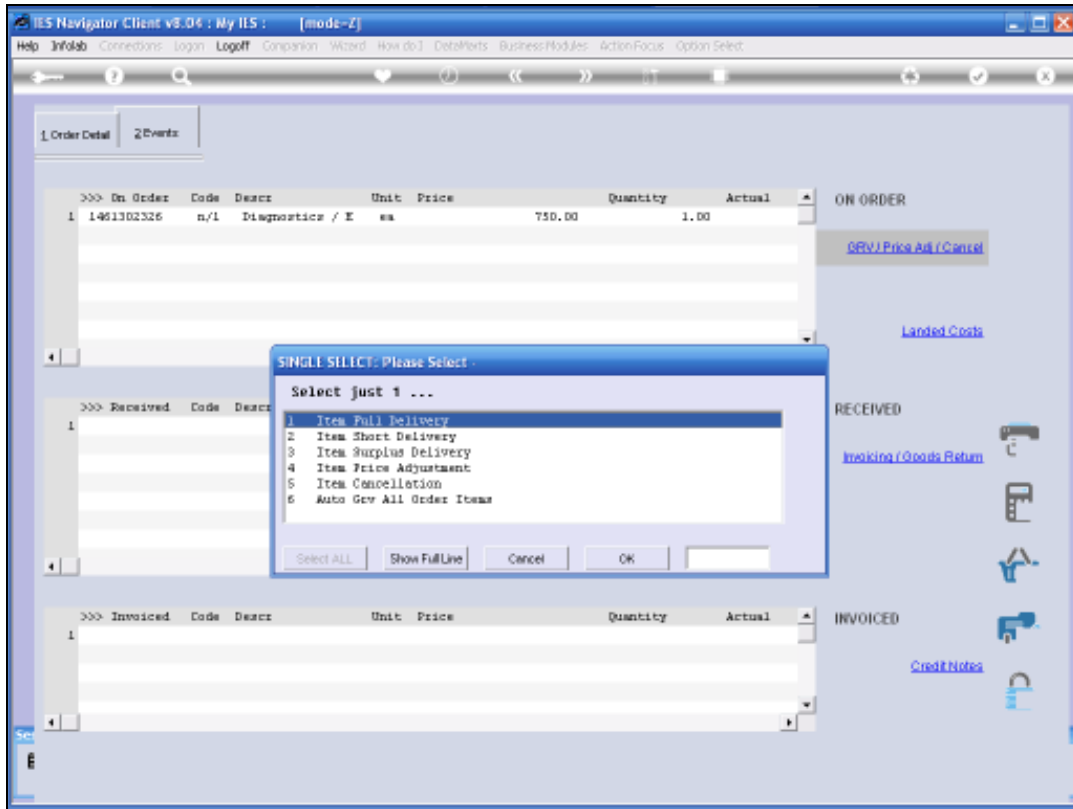 IES Navigator Client v8.04 : My IES : [mode-Z]
Help Infolab Connections Logon Logoff Companion Wizard How do I DataAlerts Business Modules Action Focus Option Select
1 Order Detail 2 Events
>>> On Order Code Descr Unit Price Quantity Actual
1 1461302326 n/1 Diagnostics / E ea 750.00 1.00
ON ORDER
GRV / Price Adj / Cancel
Landed Costs
SINGLE SELECT: Please Select -
Select just 1 ...
1 Item Full Delivery
2 Item Short Delivery
3 Item Surplus Delivery
4 Item Price Adjustment
5 Item Cancellation
6 Auto Grv All Order Items
Select ALL Show Full Line Cancel OK
>>> Received Code Descr
1
RECEIVED
Invoicing / Goods Return
>>> Invoiced Code Descr Unit Price Quantity Actual
1
INVOICED
Credit Notes